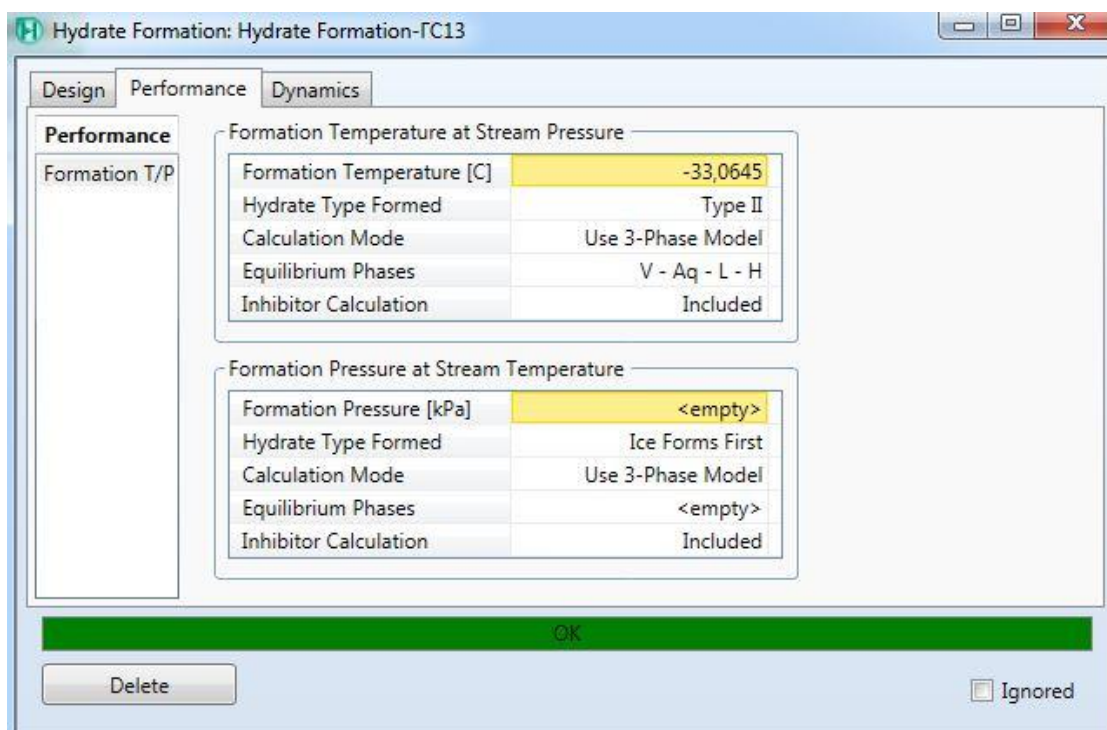 Hydrate Formation: Hydrate Formation-ГС13
Design Performance Dynamics
Performance
Formation T/P
Formation Temperature at Stream Pressure
Formation Temperature [C] -33,0645
Hydrate Type Formed Type II
Calculation Mode Use 3-Phase Model
Equilibrium Phases V - Aq - L - H
Inhibitor Calculation Included
Formation Pressure at Stream Temperature
Formation Pressure [kPa] <empty>
Hydrate Type Formed Ice Forms First
Calculation Mode Use 3-Phase Model
Equilibrium Phases <empty>
Inhibitor Calculation Included
OK
Delete Ignored